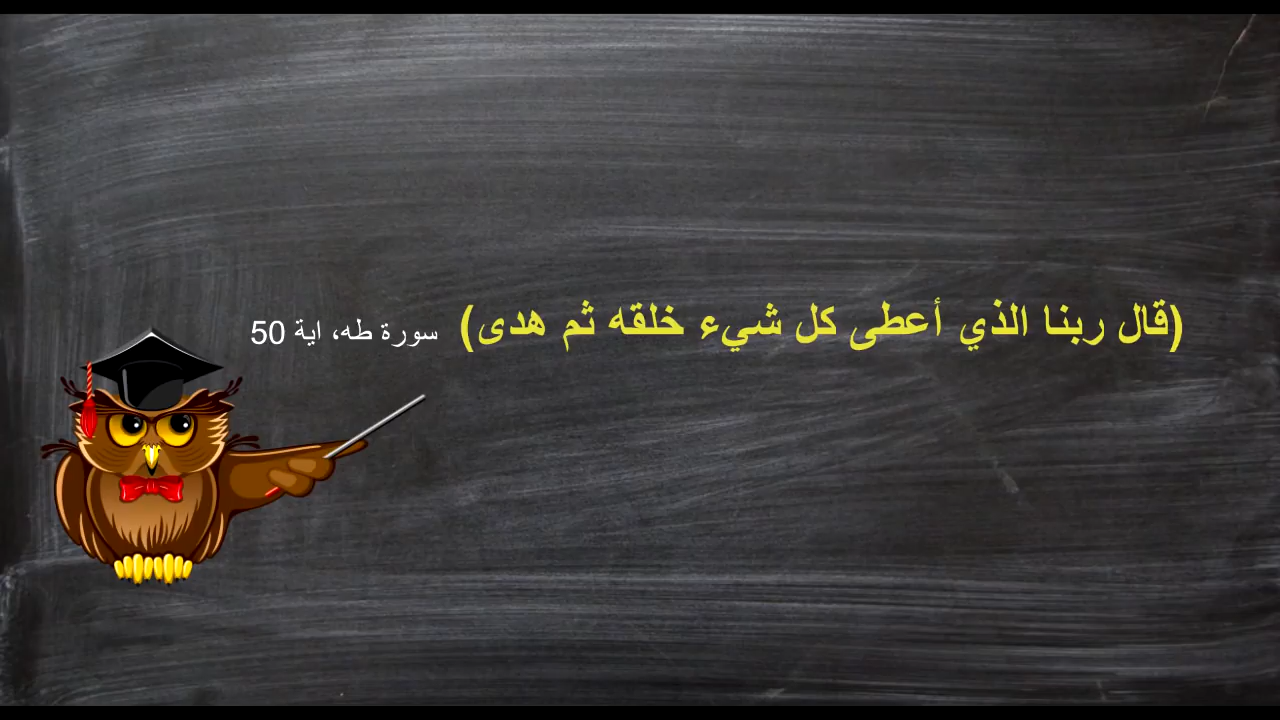 (قال ربنا الذي أعطى كل شيء خلقه ثم هدى) سورة طه، اية 50